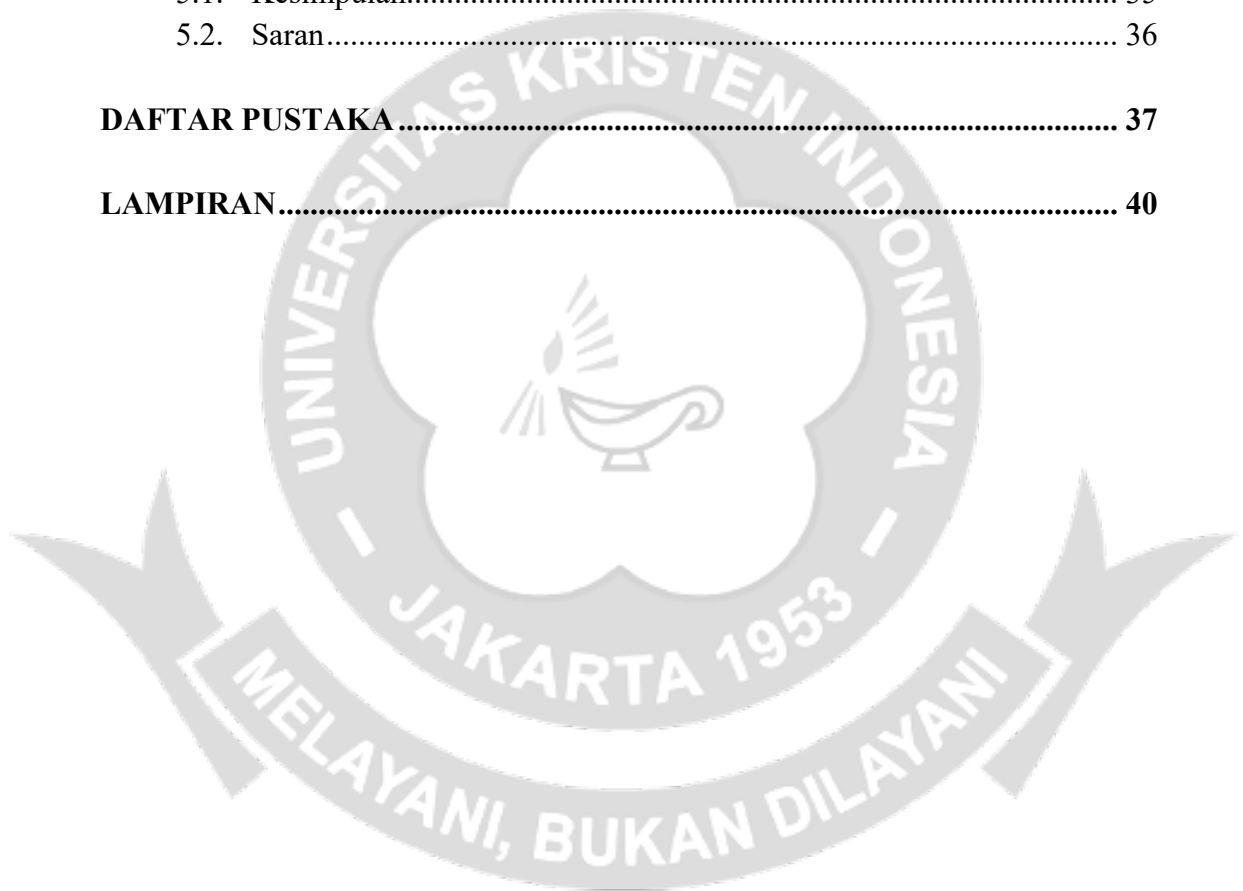 5.2. Saran........................................................................................ 36
DAFTAR PUSTAKA.......................................................................... 37
LAMPIRAN........................................................................................ 40
UNIVERSITAS KRISTEN INDONESIA
JAKARTA 1953
MELAYANI, BUKAN DILAYANI